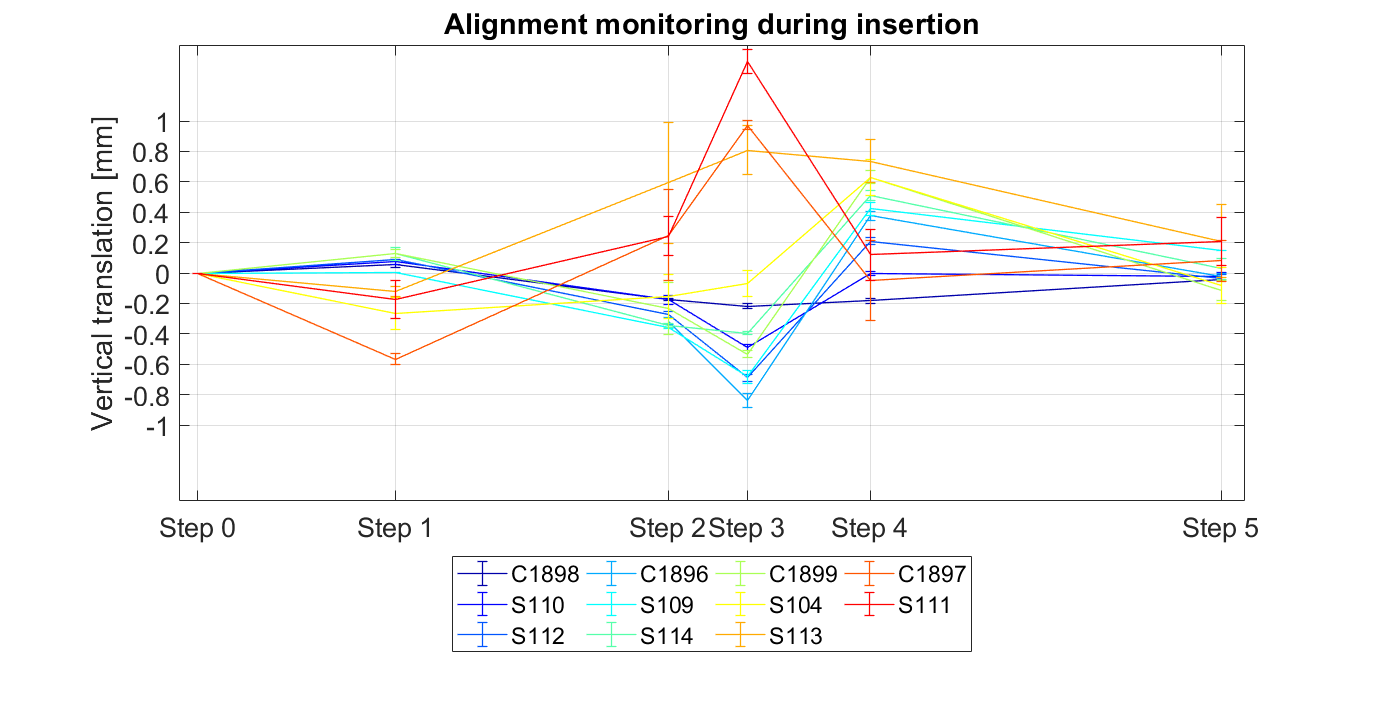 Alignment monitoring during insertion
Vertical translation [mm]
1
0.8
0.6
0.4
0.2
0
-0.2
-0.4
-0.6
-0.8
-1
Step 0 Step 1 Step 2 Step 3 Step 4 Step 5
C1898 C1896 C1899 C1897
S110 S109 S104 S111
S112 S114 S113